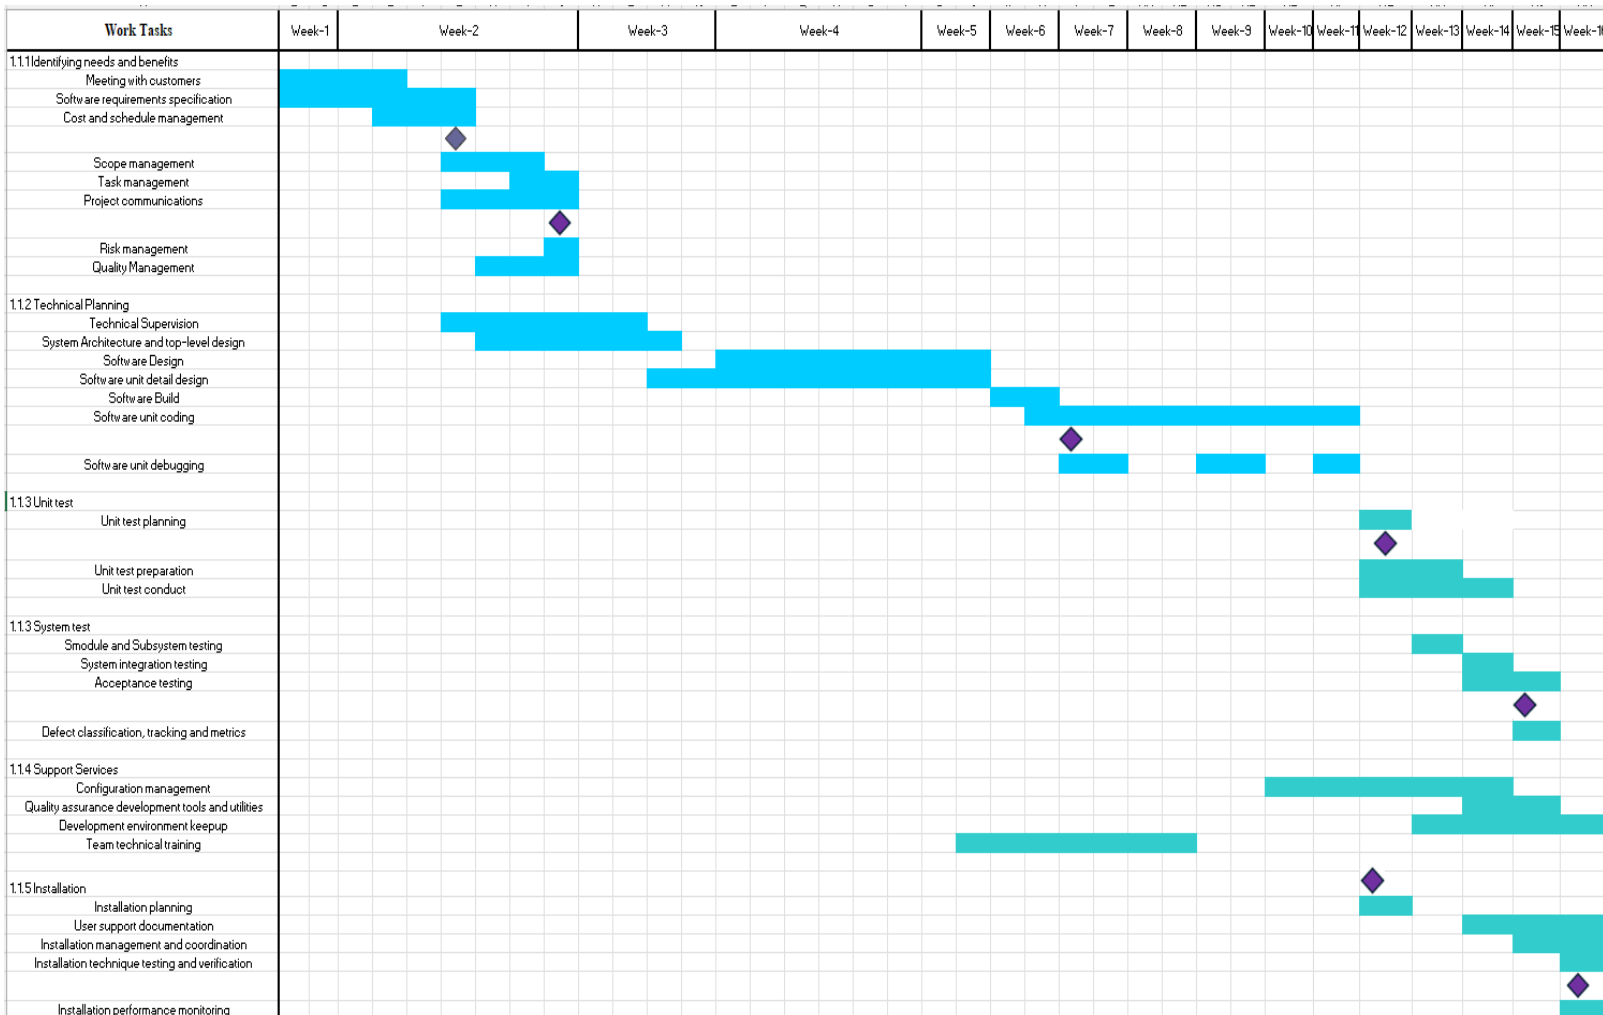 Work Tasks Week-1 Week-2 Week-3 Week-4 Week-5 Week-6 Week-7 Week-8 Week-9 Week-10 Week-11 Week-12 Week-13 Week-14 Week-15 Week-16
1.1.1Identifying needs and benefits
Meeting with customers
Software requirements specification
Cost and schedule management
Scope management
Task management
Project communications
Risk management
Quality Management
1.1.2 Technical Planning
Technical Supervision
System Architecture and top-level design
Software Design
Software unit detail design
Software Build
Software unit coding
Software unit debugging
1.1.3 Unit test
Unit test planning
Unit test preparation
Unit test conduct
1.1.3 System test
Smodule and Subsystem testing
System integration testing
Acceptance testing
Defect classification, tracking and metrics
1.1.4 Support Services
Configuration management
Quality assurance development tools and utilities
Development environment keepup
Team technical training
1.1.5 Installation
Installation planning
User support documentation
Installation management and coordination
Installation technique testing and verification
Installation performance monitoring